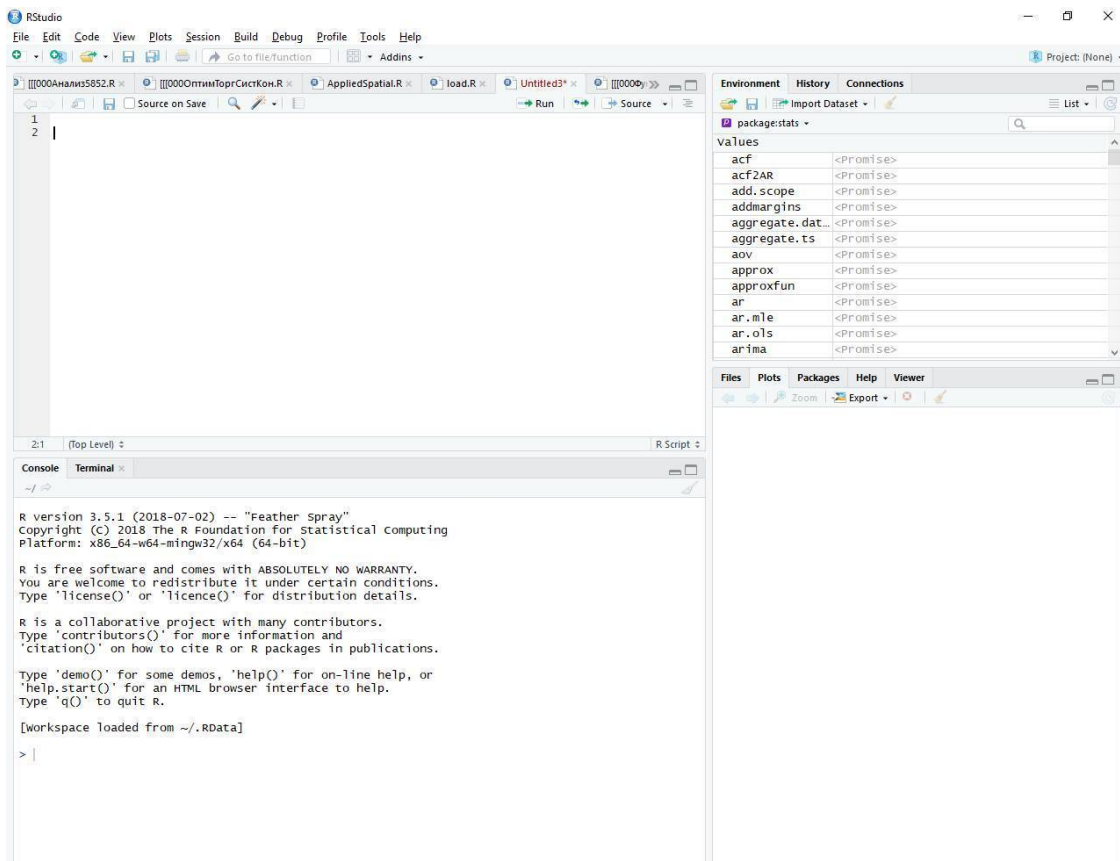 RStudio
File Edit Code View Plots Session Build Debug Profile Tools Help
Go to file/function Addins
Project: (None)
[[[000Анализ5852.R [[[000ОптимТоргСистКон.R AppliedSpatial.R load.R Untitled3* [[[000Фу
Source on Save Run Source
1
2
2:1 (Top Level) R Script
Console Terminal
~/
R version 3.5.1 (2018-07-02) -- "Feather Spray"
Copyright (C) 2018 The R Foundation for Statistical Computing
Platform: x86_64-w64-mingw32/x64 (64-bit)
R is free software and comes with ABSOLUTELY NO WARRANTY.
You are welcome to redistribute it under certain conditions.
Type 'license()' or 'licence()' for distribution details.
R is a collaborative project with many contributors.
Type 'contributors()' for more information and
'citation()' on how to cite R or R packages in publications.
Type 'demo()' for some demos, 'help()' for on-line help, or
'help.start()' for an HTML browser interface to help.
Type 'q()' to quit R.
[Workspace loaded from ~/.RData]
>
Environment History Connections
Import Dataset List
package:stats
Values
acf <Promise>
acf2AR <Promise>
add.scope <Promise>
addmargins <Promise>
aggregate.dat… <Promise>
aggregate.ts <Promise>
aov <Promise>
approx <Promise>
approxfun <Promise>
ar <Promise>
ar.mle <Promise>
ar.ols <Promise>
arima <Promise>
Files Plots Packages Help Viewer
Zoom Export